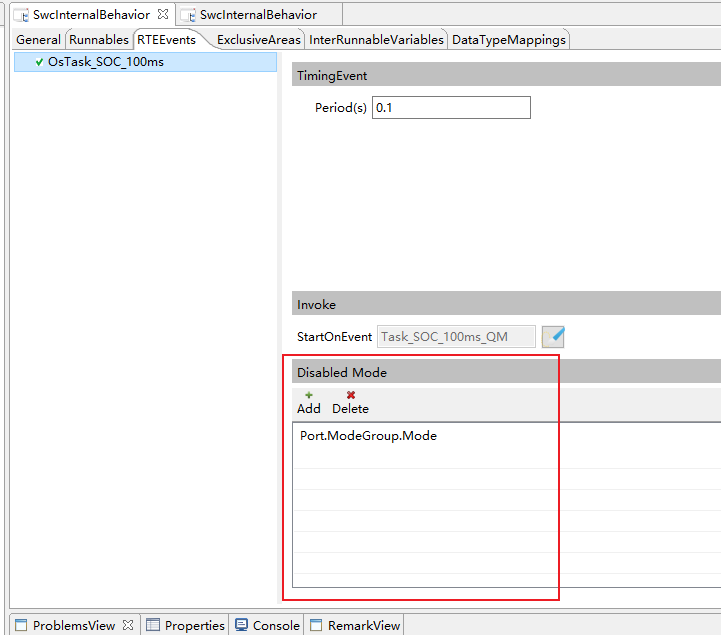 SwcInternalBehavior SwcInternalBehavior
General Runnables RTEEvents ExclusiveAreas InterRunnableVariables DataTypeMappings
OsTask_SOC_100ms
TimingEvent
Period(s) 0.1
Invoke
StartOnEvent Task_SOC_100ms_QM
Disabled Mode
Add Delete
Port.ModeGroup.Mode
ProblemsView Properties Console RemarkView